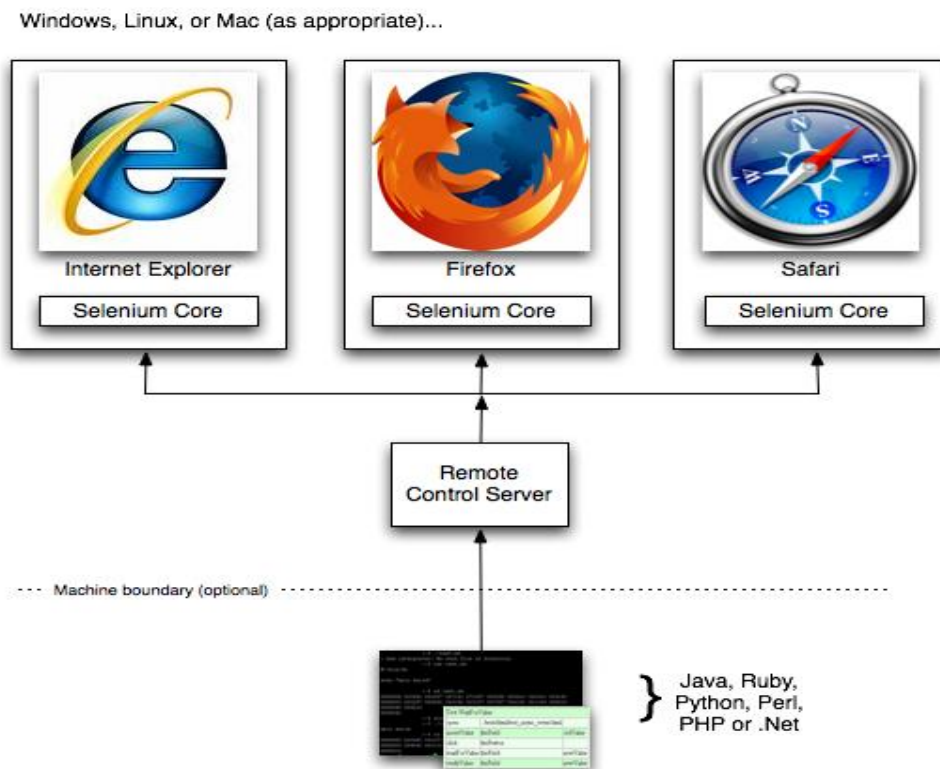 Windows, Linux, or Mac (as appropriate)...
Internet Explorer
Firefox
Safari
Selenium Core
Selenium Core
Selenium Core
Remote
Control Server
Machine boundary (optional)
Java, Ruby,
Python, Perl,
PHP or .Net